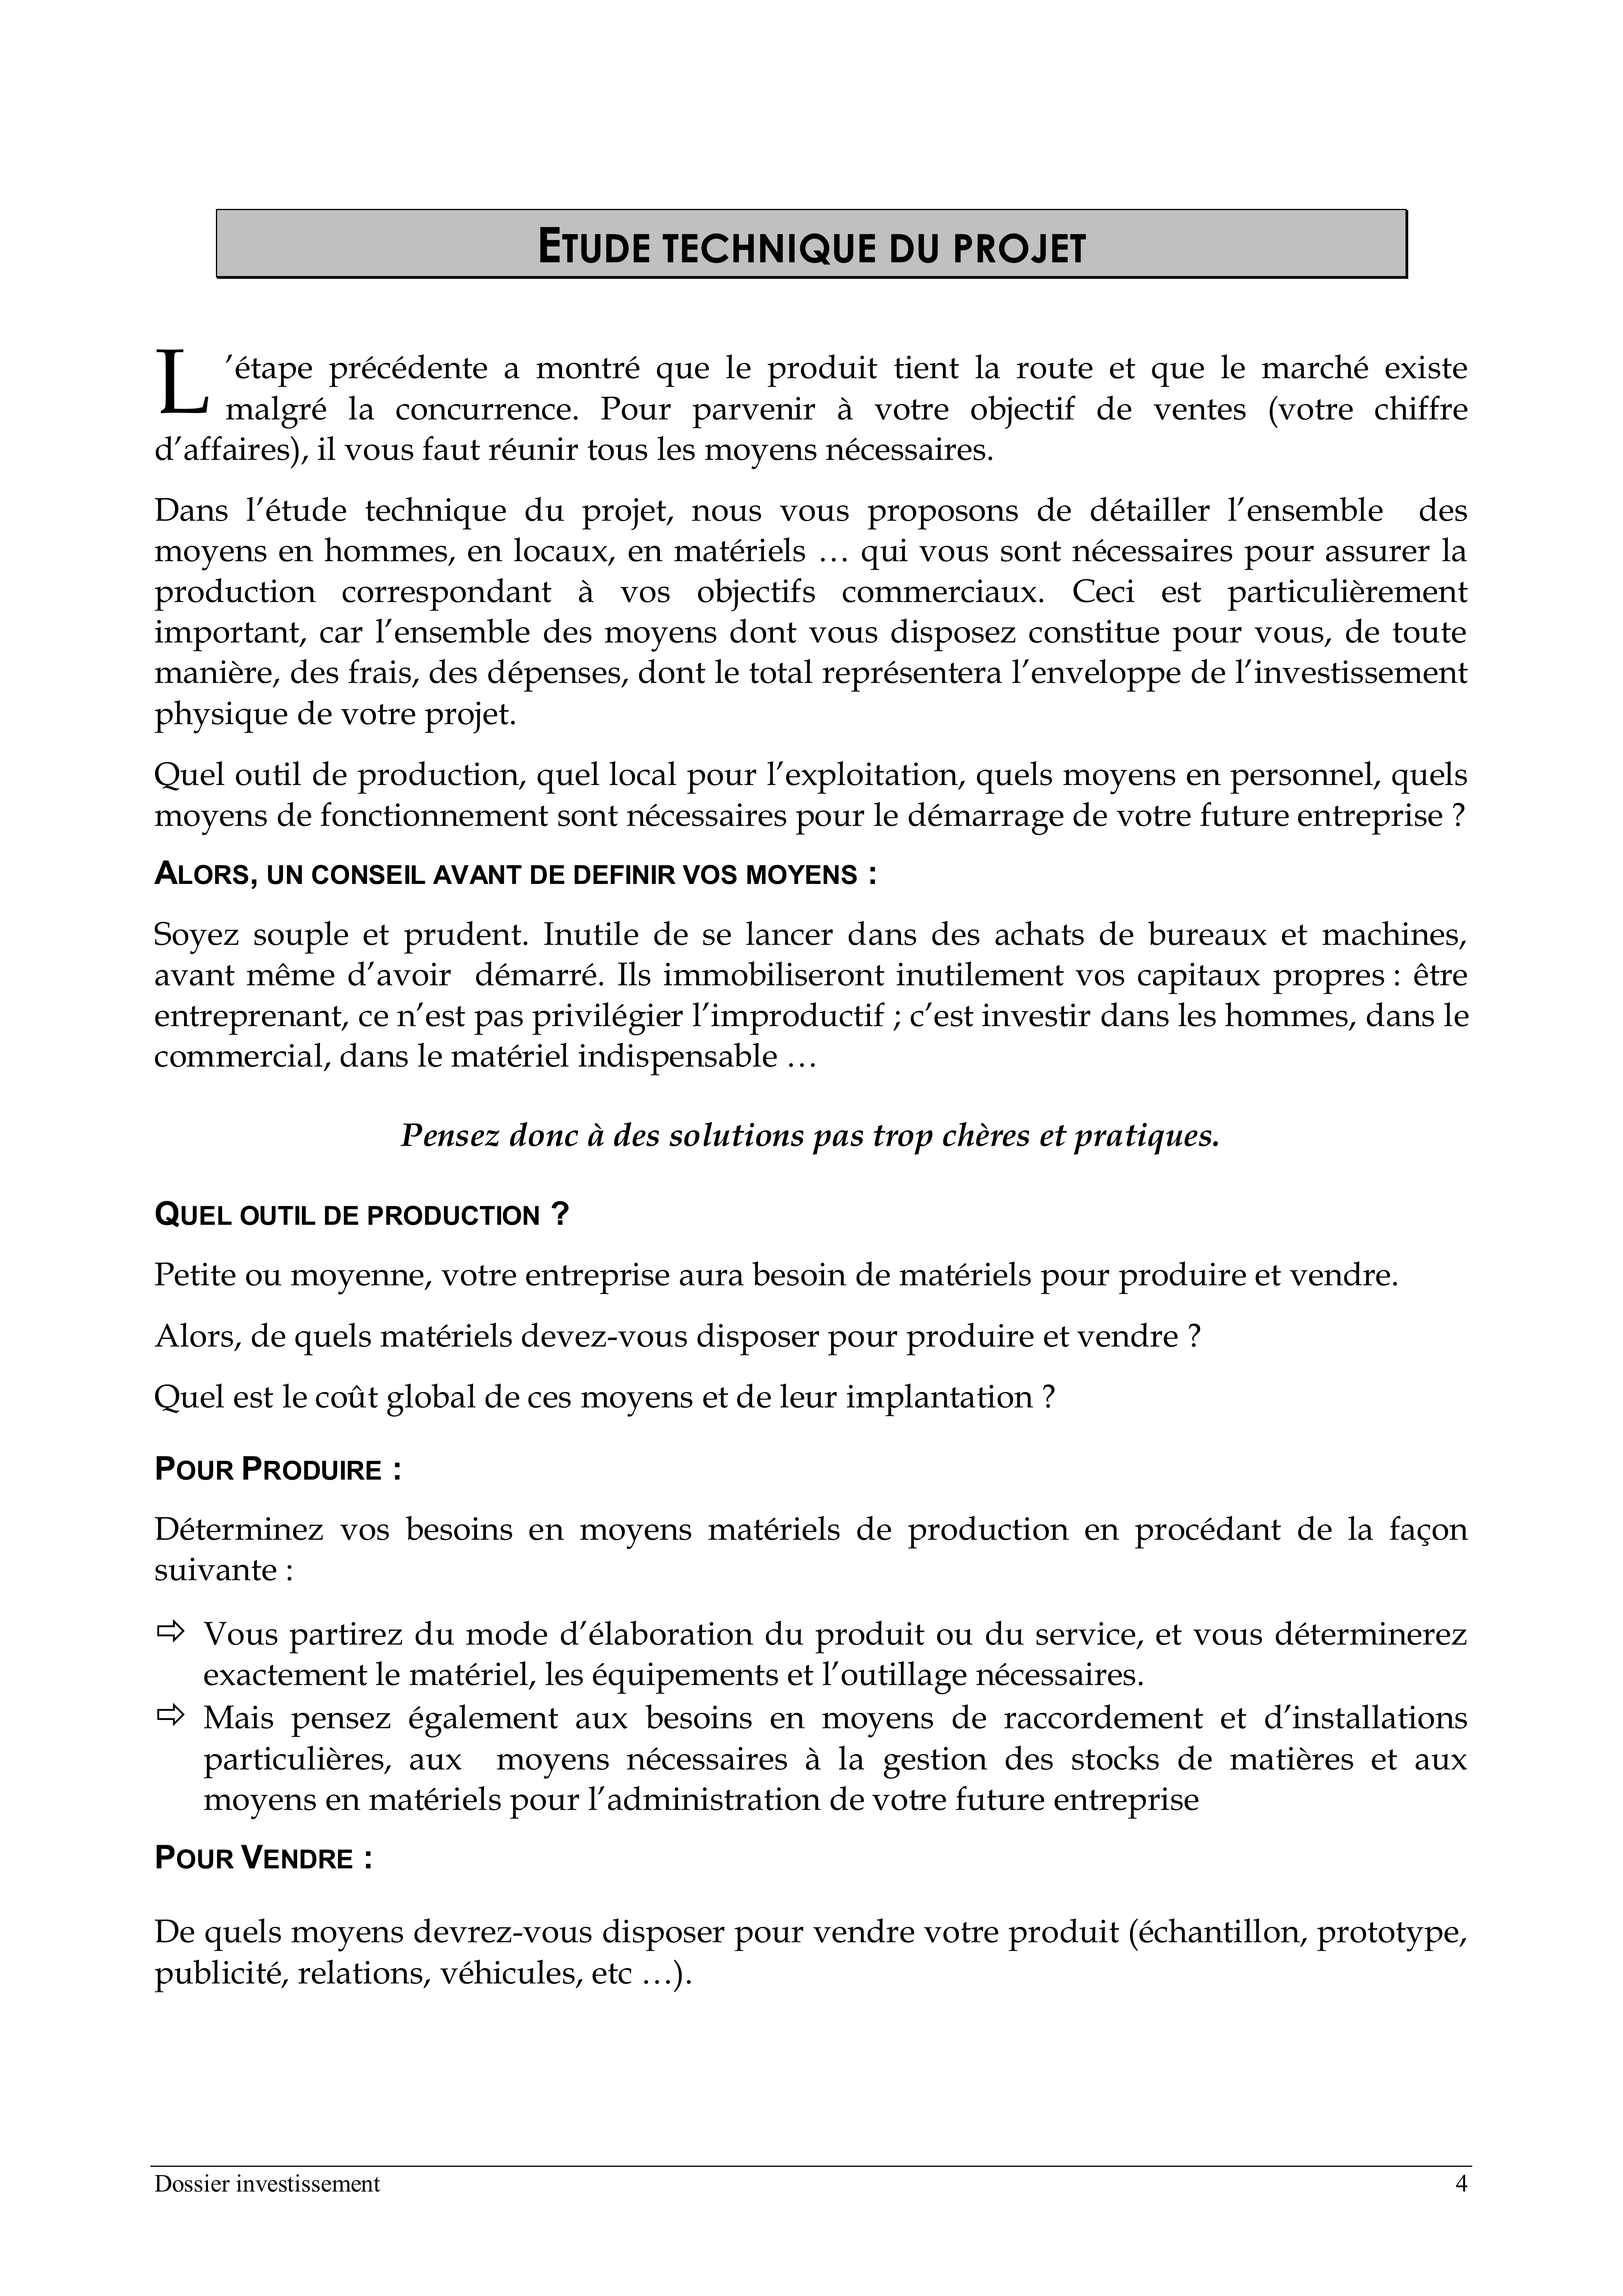 ETUDE TECHNIQUE DU PROJET
L’étape précédente a montré que le produit tient la route et que le marché existe
malgré la concurrence. Pour parvenir à votre objectif de ventes (votre chiffre
d’affaires), il vous faut réunir tous les moyens nécessaires.
Dans l’étude technique du projet, nous vous proposons de détailler l’ensemble des
moyens en hommes, en locaux, en matériels … qui vous sont nécessaires pour assurer la
production correspondant à vos objectifs commerciaux. Ceci est particulièrement
important, car l’ensemble des moyens dont vous disposez constitue pour vous, de toute
manière, des frais, des dépenses, dont le total représentera l’enveloppe de l’investissement
physique de votre projet.
Quel outil de production, quel local pour l’exploitation, quels moyens en personnel, quels
moyens de fonctionnement sont nécessaires pour le démarrage de votre future entreprise ?
ALORS, UN CONSEIL AVANT DE DEFINIR VOS MOYENS :
Soyez souple et prudent. Inutile de se lancer dans des achats de bureaux et machines,
avant même d’avoir démarré. Ils immobiliseront inutilement vos capitaux propres : être
entreprenant, ce n’est pas privilégier l’improductif ; c’est investir dans les hommes, dans le
commercial, dans le matériel indispensable …
Pensez donc à des solutions pas trop chères et pratiques.
QUEL OUTIL DE PRODUCTION ?
Petite ou moyenne, votre entreprise aura besoin de matériels pour produire et vendre.
Alors, de quels matériels devez-vous disposer pour produire et vendre ?
Quel est le coût global de ces moyens et de leur implantation ?
POUR PRODUIRE :
Déterminez vos besoins en moyens matériels de production en procédant de la façon
suivante :
⇨ Vous partirez du mode d’élaboration du produit ou du service, et vous déterminerez
exactement le matériel, les équipements et l’outillage nécessaires.
⇨ Mais pensez également aux besoins en moyens de raccordement et d’installations
particulières, aux moyens nécessaires à la gestion des stocks de matières et aux
moyens en matériels pour l’administration de votre future entreprise
POUR VENDRE :
De quels moyens devrez-vous disposer pour vendre votre produit (échantillon, prototype,
publicité, relations, véhicules, etc …).
Dossier investissement 4